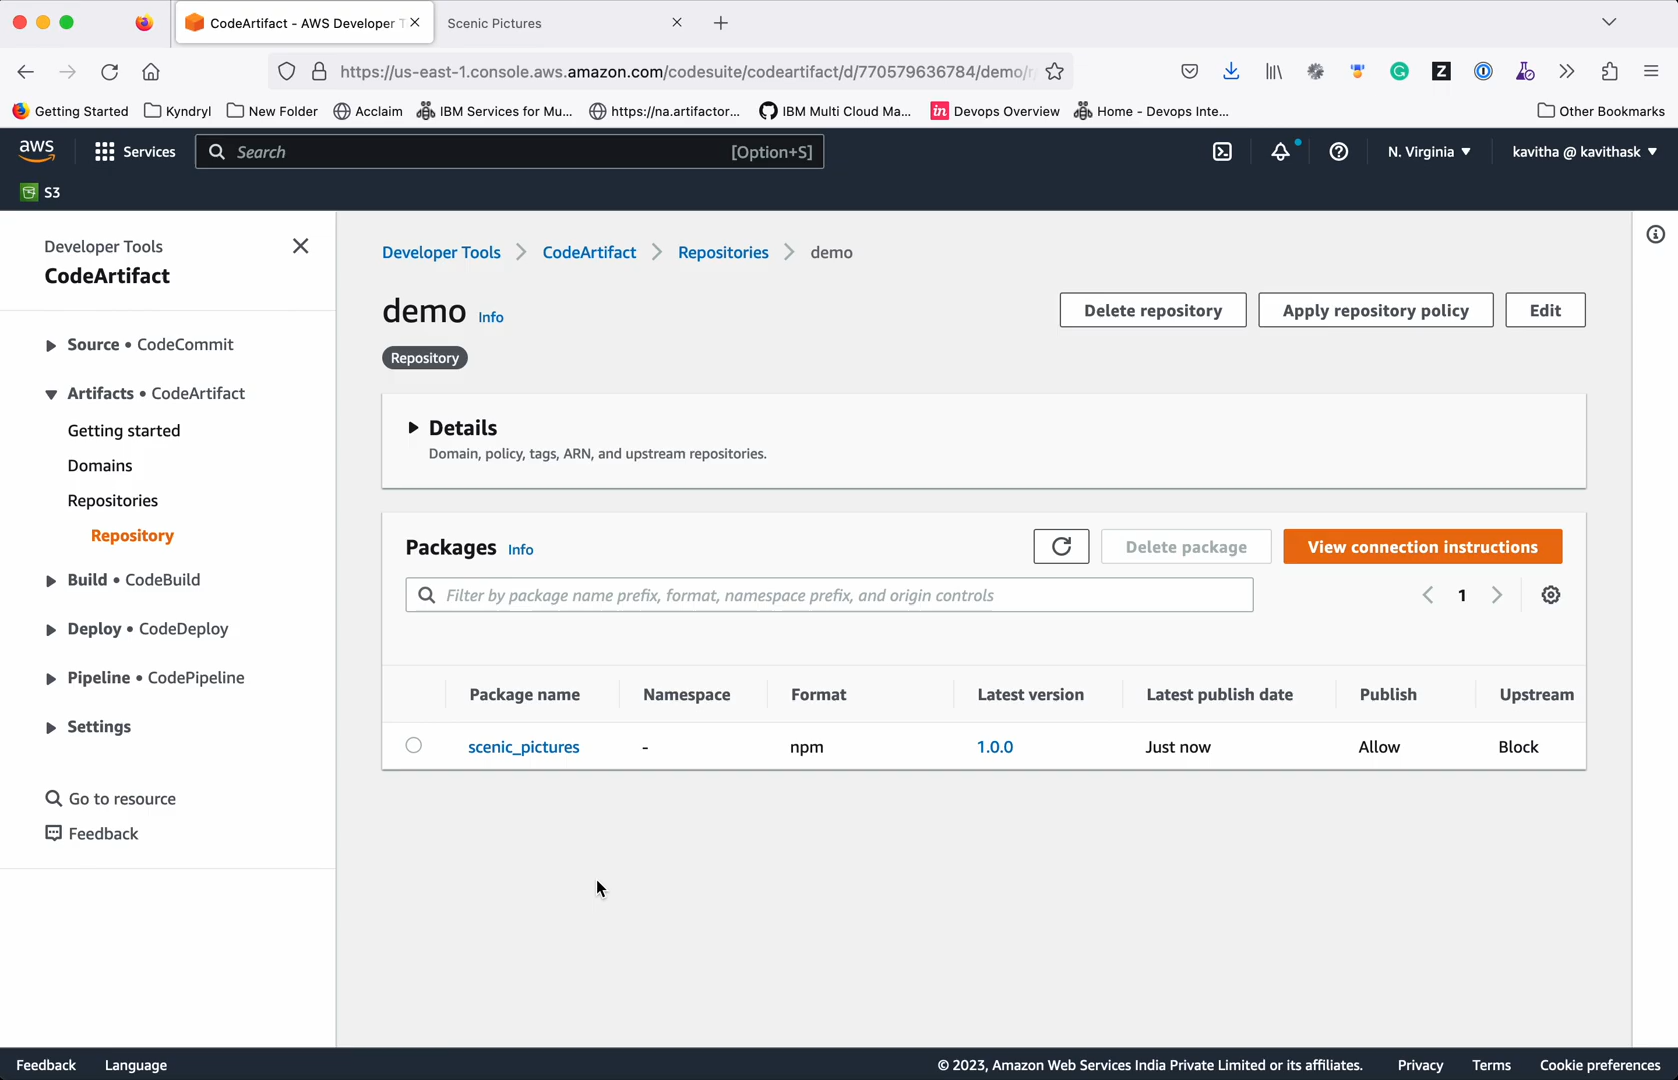 CodeArtifact - AWS Developer T
Scenic Pictures
https://us-east-1.console.aws.amazon.com/codesuite/codeartifact/d/770579636784/demo/r
Getting Started
Kyndryl
New Folder
Acclaim
IBM Services for Mu...
https://na.artifactor...
IBM Multi Cloud Ma...
in Devops Overview
Home - Devops Inte...
Other Bookmarks
aws
Services
Search
[Option+S]
N. Virginia
kavitha @ kavithask
S3
Developer Tools
CodeArtifact
Source • CodeCommit
Artifacts • CodeArtifact
Getting started
Domains
Repositories
Repository
Build • CodeBuild
Deploy • CodeDeploy
Pipeline • CodePipeline
Settings
Go to resource
Feedback
Developer Tools
CodeArtifact
Repositories
demo
demo Info
Delete repository
Apply repository policy
Edit
Repository
Details
Domain, policy, tags, ARN, and upstream repositories.
Packages Info
Delete package
View connection instructions
Filter by package name prefix, format, namespace prefix, and origin controls
1
Package name
Namespace
Format
Latest version
Latest publish date
Publish
Upstream
scenic_pictures
-
npm
1.0.0
Just now
Allow
Block
Feedback
Language
© 2023, Amazon Web Services India Private Limited or its affiliates.
Privacy
Terms
Cookie preferences